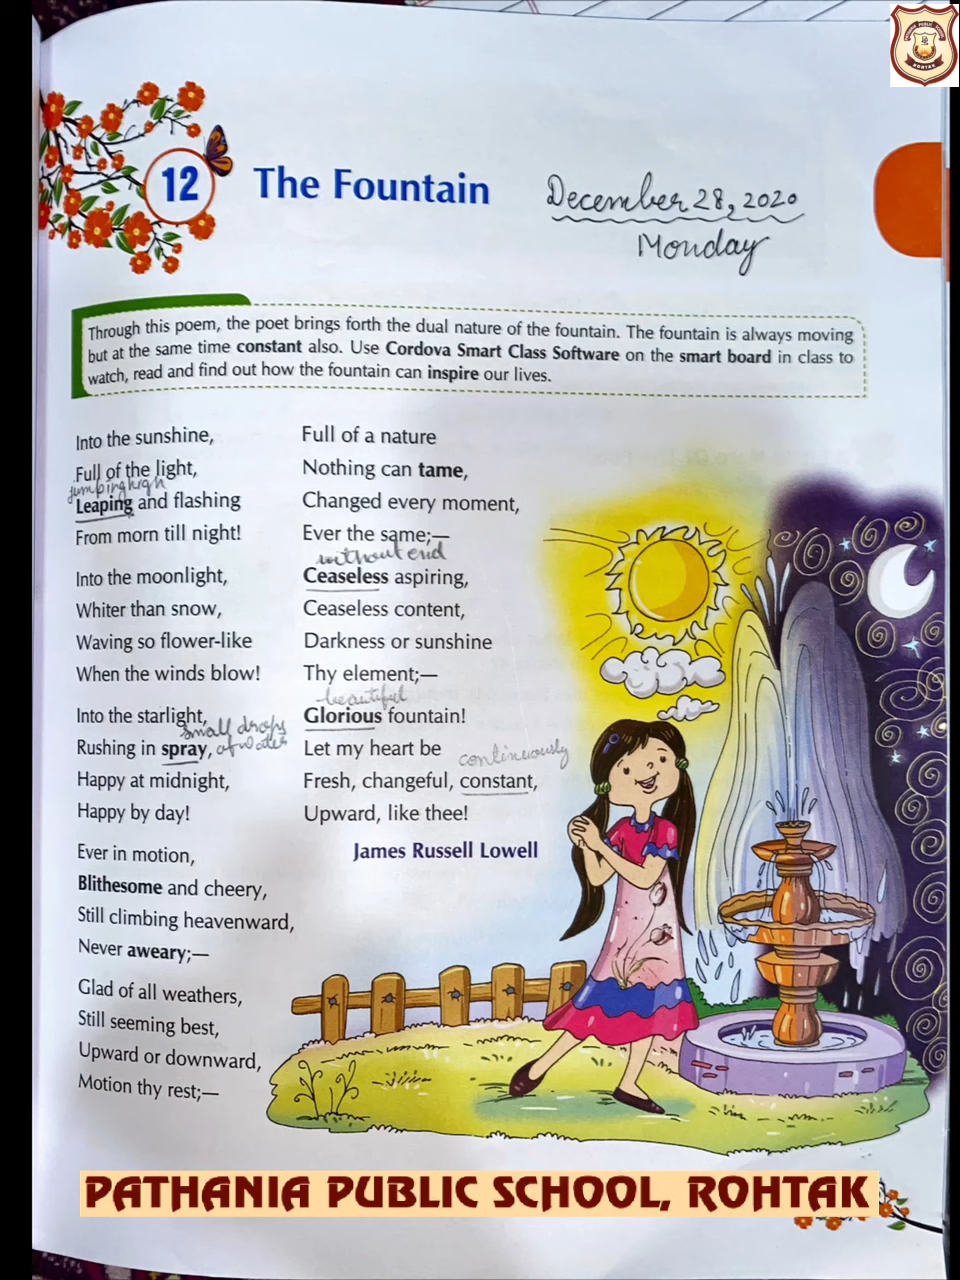 12
The Fountain
December 28, 2020
Monday
Through this poem, the poet brings forth the dual nature of the fountain. The fountain is always moving
but at the same time constant also. Use Cordova Smart Class Software on the smart board in class to
watch, read and find out how the fountain can inspire our lives.
Into the sunshine,
Full of the light,
jumping high
Leaping and flashing
From morn till night!
Into the moonlight,
Whiter than snow,
Waving so flower-like
When the winds blow!
Into the starlight,
small drops
Rushing in spray,
of water
Happy at midnight,
Happy by day!
Ever in motion,
Blithesome and cheery,
Still climbing heavenward,
Never aweary;—
Glad of all weathers,
Still seeming best,
Upward or downward,
Motion thy rest;—
Full of a nature
Nothing can tame,
Changed every moment,
Ever the same;—
without end
Ceaseless aspiring,
Ceaseless content,
Darkness or sunshine
Thy element;—
beautiful
Glorious fountain!
Let my heart be
continuously
Fresh, changeful, constant,
Upward, like thee!
James Russell Lowell
PATHANIA PUBLIC SCHOOL, ROHTAK